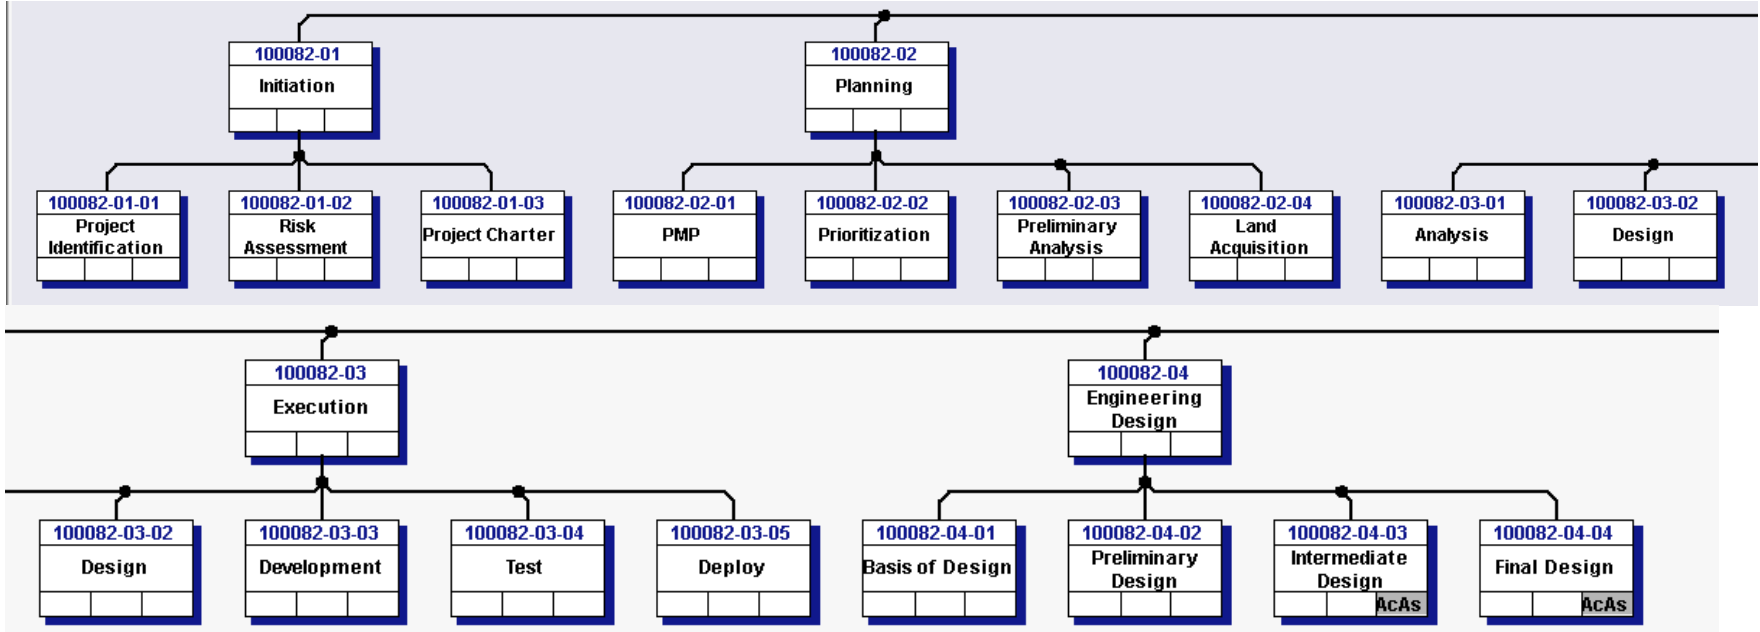 100082-01
Initiation
100082-02
Planning
100082-01-01
Project
Identification
100082-01-02
Risk
Assessment
100082-01-03
Project Charter
100082-02-01
PMP
100082-02-02
Prioritization
100082-02-03
Preliminary
Analysis
100082-02-04
Land
Acquisition
100082-03-01
Analysis
100082-03-02
Design
100082-03
Execution
100082-04
Engineering
Design
100082-03-02
Design
100082-03-03
Development
100082-03-04
Test
100082-03-05
Deploy
100082-04-01
Basis of Design
100082-04-02
Preliminary
Design
100082-04-03
Intermediate
Design
AcAs
100082-04-04
Final Design
AcAs